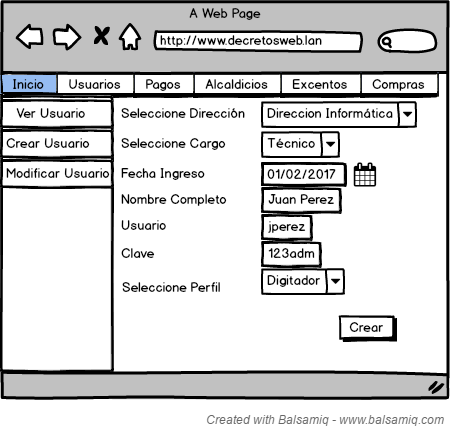 A Web Page
http://www.decretosweb.lan
Inicio Usuarios Pagos Alcaldicios Excentos Compras
Ver Usuario
Crear Usuario
Modificar Usuario
Seleccione Dirección Direccion Informática
Seleccione Cargo Técnico
Fecha Ingreso 01/02/2017
Nombre Completo Juan Perez
Usuario jperez
Clave 123adm
Seleccione Perfil Digitador
Crear
Created with Balsamiq - www.balsamiq.com